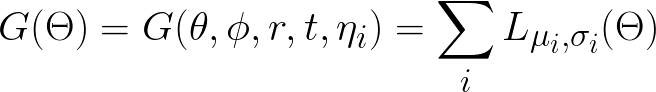 G(Θ) = G(θ, ϕ, r, t, η_i) = ∑_i L_{μ_i,σ_i}(Θ)